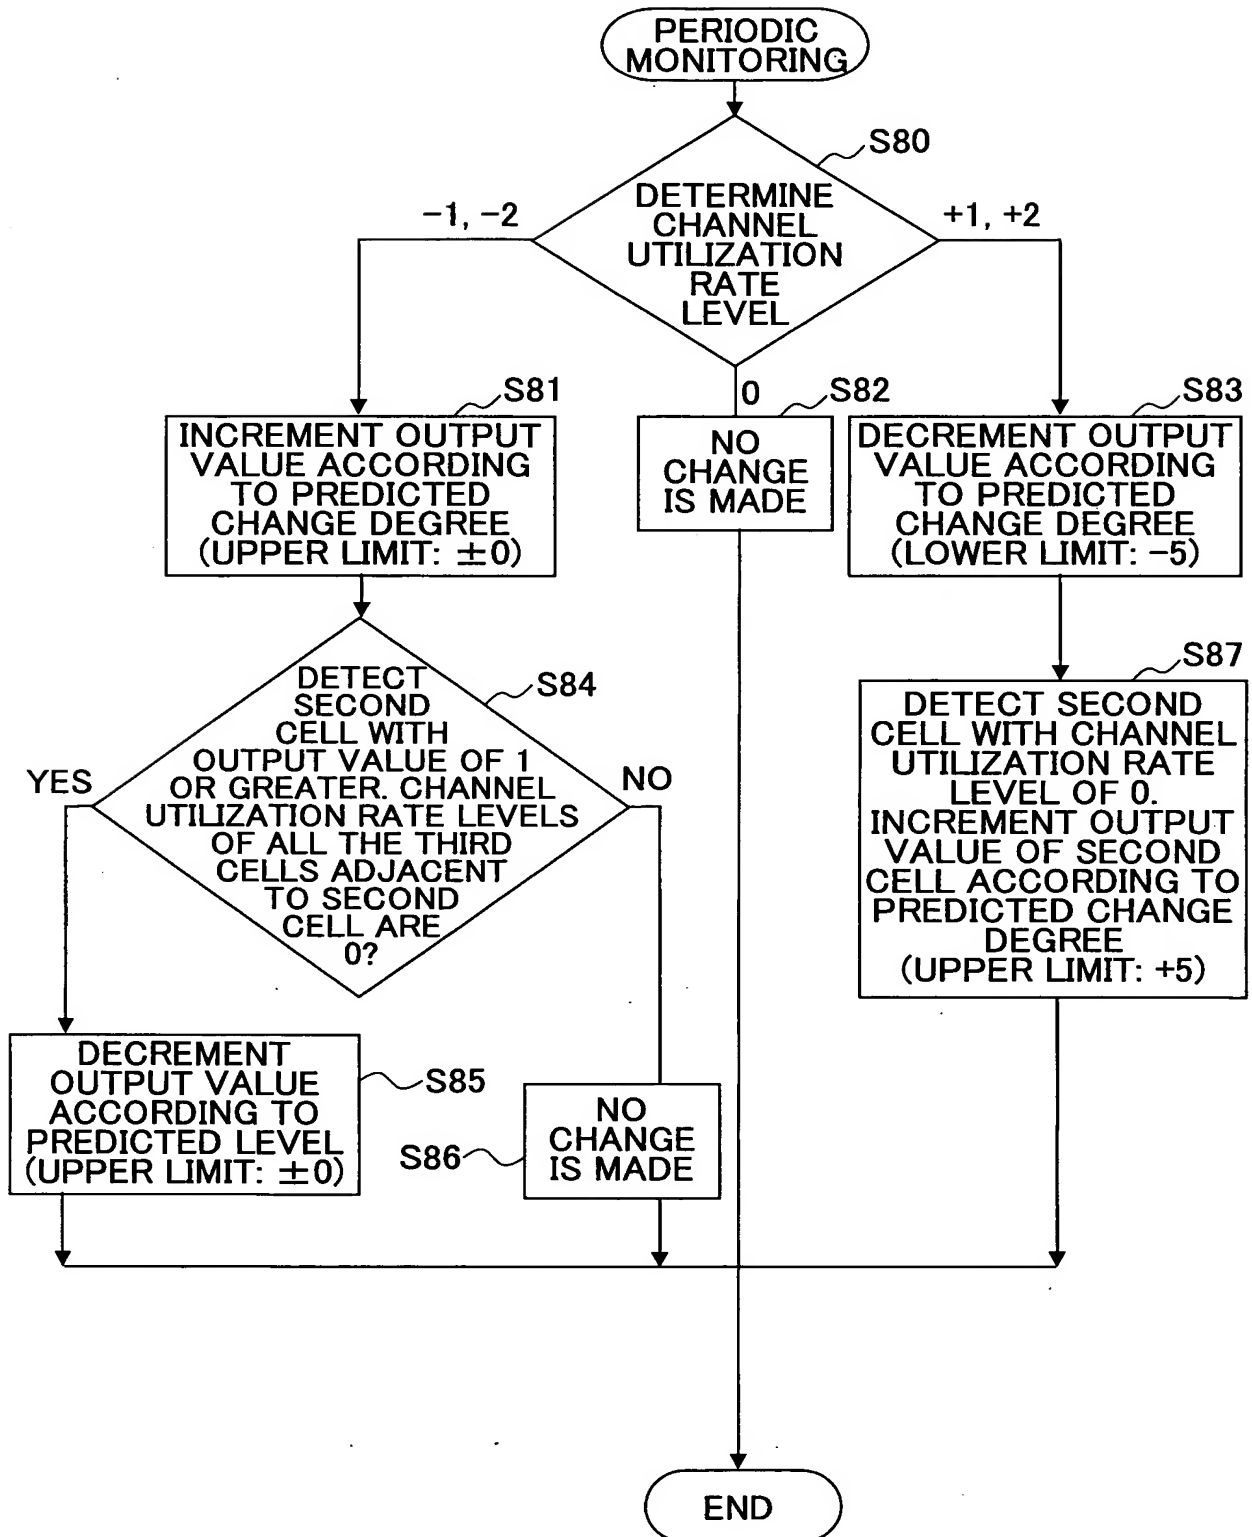 PERIODIC
MONITORING
S80
DETERMINE
CHANNEL
UTILIZATION
RATE
LEVEL
-1, -2
+1, +2
0
S81
INCREMENT OUTPUT
VALUE ACCORDING
TO PREDICTED
CHANGE DEGREE
(UPPER LIMIT: ±0)
S82
NO
CHANGE
IS MADE
S83
DECREMENT OUTPUT
VALUE ACCORDING
TO PREDICTED
CHANGE DEGREE
(LOWER LIMIT: -5)
S84
DETECT
SECOND
CELL WITH
OUTPUT VALUE OF 1
OR GREATER. CHANNEL
UTILIZATION RATE LEVELS
OF ALL THE THIRD
CELLS ADJACENT
TO SECOND
CELL ARE
0?
YES
NO
S87
DETECT SECOND
CELL WITH CHANNEL
UTILIZATION RATE
LEVEL OF 0.
INCREMENT OUTPUT
VALUE OF SECOND
CELL ACCORDING TO
PREDICTED CHANGE
DEGREE
(UPPER LIMIT: +5)
DECREMENT
OUTPUT VALUE
ACCORDING TO
PREDICTED LEVEL
(UPPER LIMIT: ±0)
S85
S86
NO
CHANGE
IS MADE
END